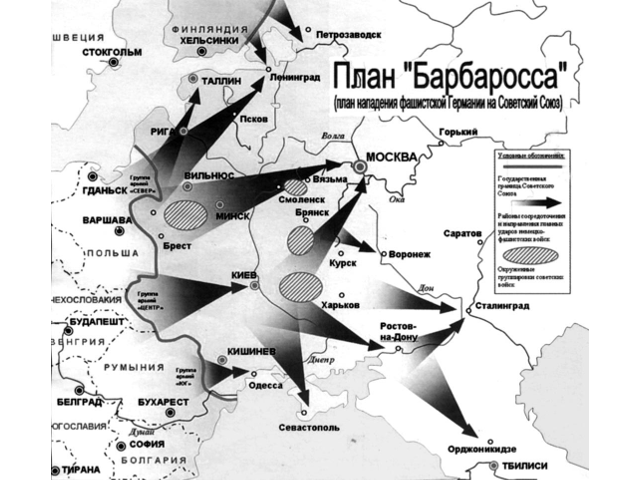 План "Барбаросса"
(план нападения фашистской Германии на Советский Союз)
ШВЕЦИЯ
СТОКГОЛЬМ
ФИНЛЯНДИЯ
ХЕЛЬСИНКИ
Петрозаводск
ТАЛЛИН
Ленинград
Псков
РИГА
Волга
Горький
МОСКВА
Группа
армий
"СЕВЕР"
ВИЛЬНЮС
Вязьма
ГДАНЬСК
Смоленск
Ока
МИНСК
Брянск
ВАРШАВА
Брест
Саратов
ПОЛЬША
Курск
Воронеж
КИЕВ
Дон
ЧЕХОСЛОВАКИЯ
Группа
армий
"ЦЕНТР"
Харьков
Сталинград
БУДАПЕШТ
Ростов-
на-Дону
ВЕНГРИЯ
КИШИНЕВ
Днепр
РУМЫНИЯ
Группа
армий
"ЮГ"
Одесса
БЕЛГРАД
БУХАРЕСТ
Севастополь
ЮГОСЛАВИЯ
Дунай
СОФИЯ
Орджоникидзе
БОЛГАРИЯ
ТИРАНА
ТБИЛИСИ
Условные обозначения:
Государственная
граница Советского
Союза
Районы сосредоточения
и направления главных
ударов немецко-
фашистских войск
Окруженные
группировки советских
войск